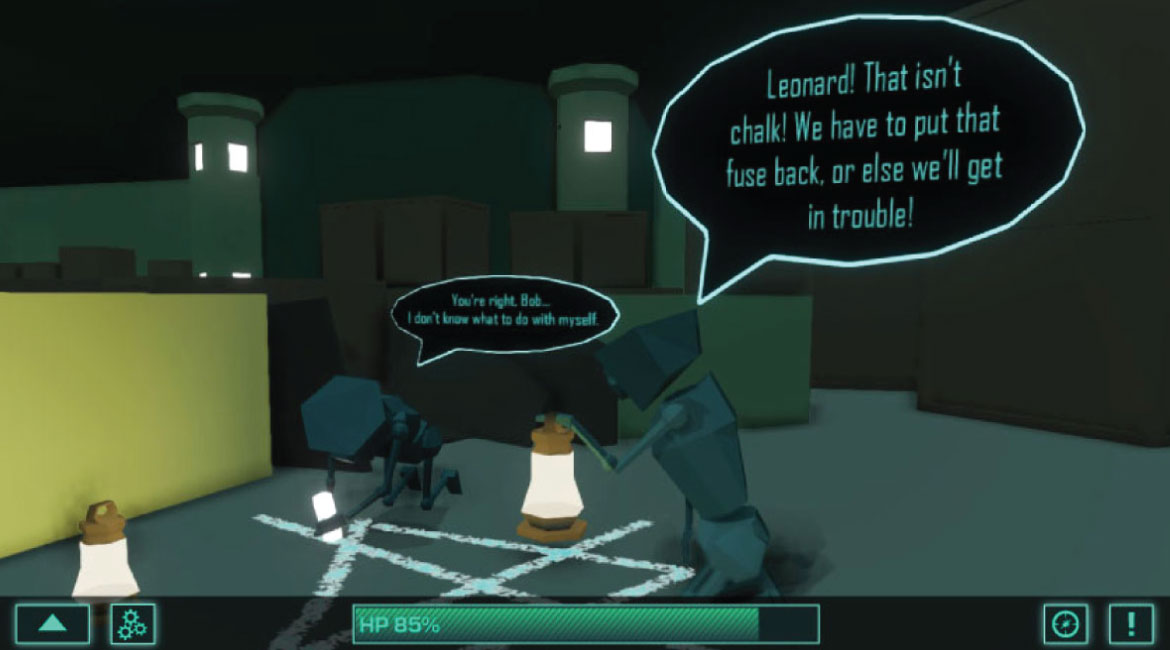 Leonard! That isn't
chalk! We have to put that
fuse back, or else we'll get
in trouble!
You're right, Bob...
I don't know what to do with myself.
HP 85%
!